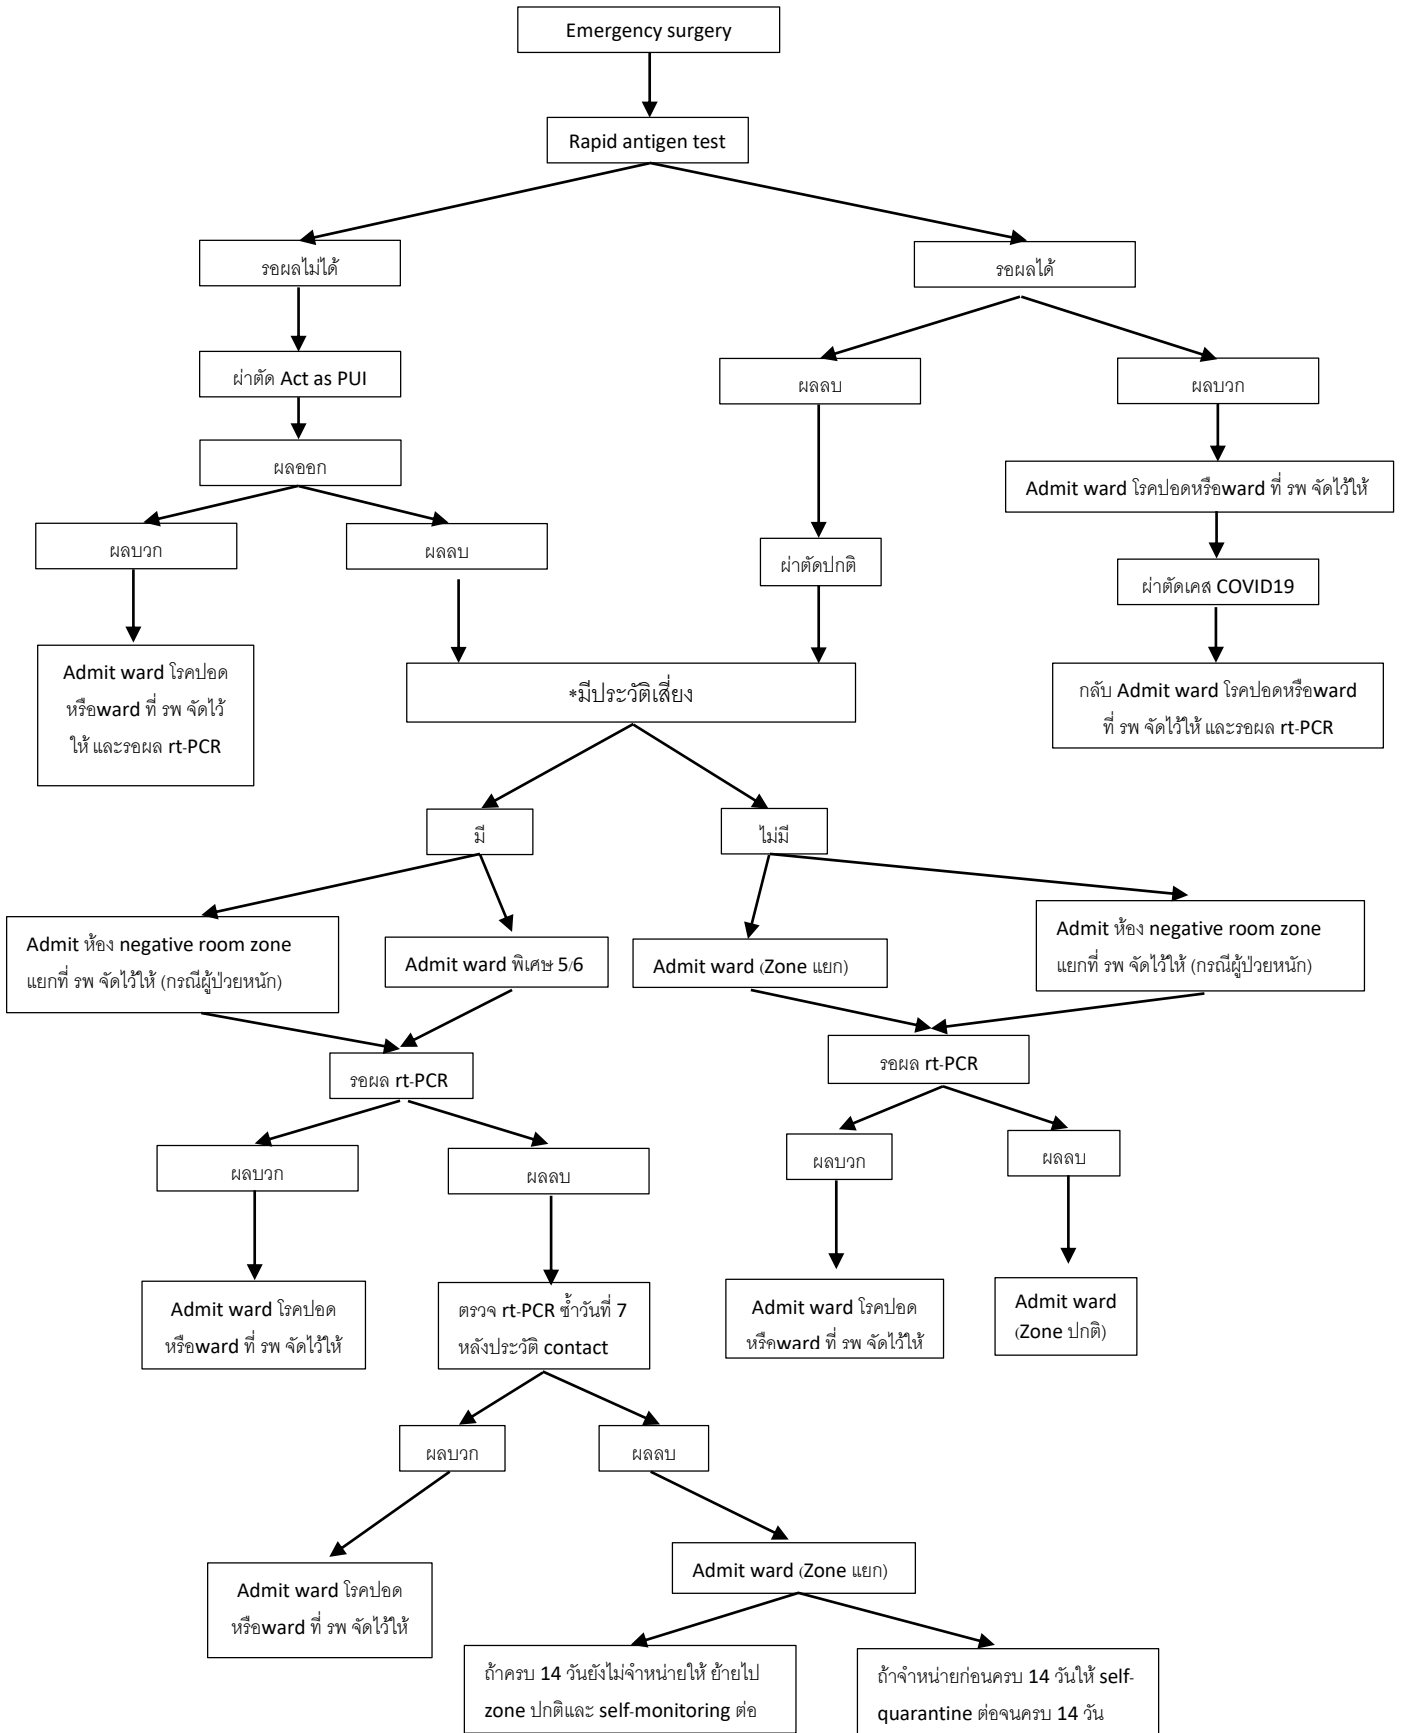 Emergency surgery
Rapid antigen test
รอผลไม่ได้
รอผลได้
ผ่าตัด Act as PUI
ผลลบ
ผลบวก
ผลออก
Admit ward โรคปอดหรือward ที่ รพ จัดไว้ให้
ผลบวก
ผลลบ
ผ่าตัดปกติ
ผ่าตัดเคส COVID19
Admit ward โรคปอด
หรือward ที่ รพ จัดไว้
ให้ และรอผล rt-PCR
*มีประวัติเสี่ยง
กลับ Admit ward โรคปอดหรือward
ที่ รพ จัดไว้ให้ และรอผล rt-PCR
มี
ไม่มี
Admit ห้อง negative room zone
แยกที่ รพ จัดไว้ให้ (กรณีผู้ป่วยหนัก)
Admit ward พิเศษ 5/6
Admit ward (Zone แยก)
Admit ห้อง negative room zone
แยกที่ รพ จัดไว้ให้ (กรณีผู้ป่วยหนัก)
รอผล rt-PCR
รอผล rt-PCR
ผลบวก
ผลลบ
ผลบวก
ผลลบ
Admit ward โรคปอด
หรือward ที่ รพ จัดไว้ให้
ตรวจ rt-PCR ซ้ำวันที่ 7
หลังประวัติ contact
Admit ward โรคปอด
หรือward ที่ รพ จัดไว้ให้
Admit ward
(Zone ปกติ)
ผลบวก
ผลลบ
Admit ward โรคปอด
หรือward ที่ รพ จัดไว้ให้
Admit ward (Zone แยก)
ถ้าครบ 14 วันยังไม่จำหน่ายให้ ย้ายไป
zone ปกติและ self-monitoring ต่อ
ถ้าจำหน่ายก่อนครบ 14 วันให้ self-
quarantine ต่อจนครบ 14 วัน